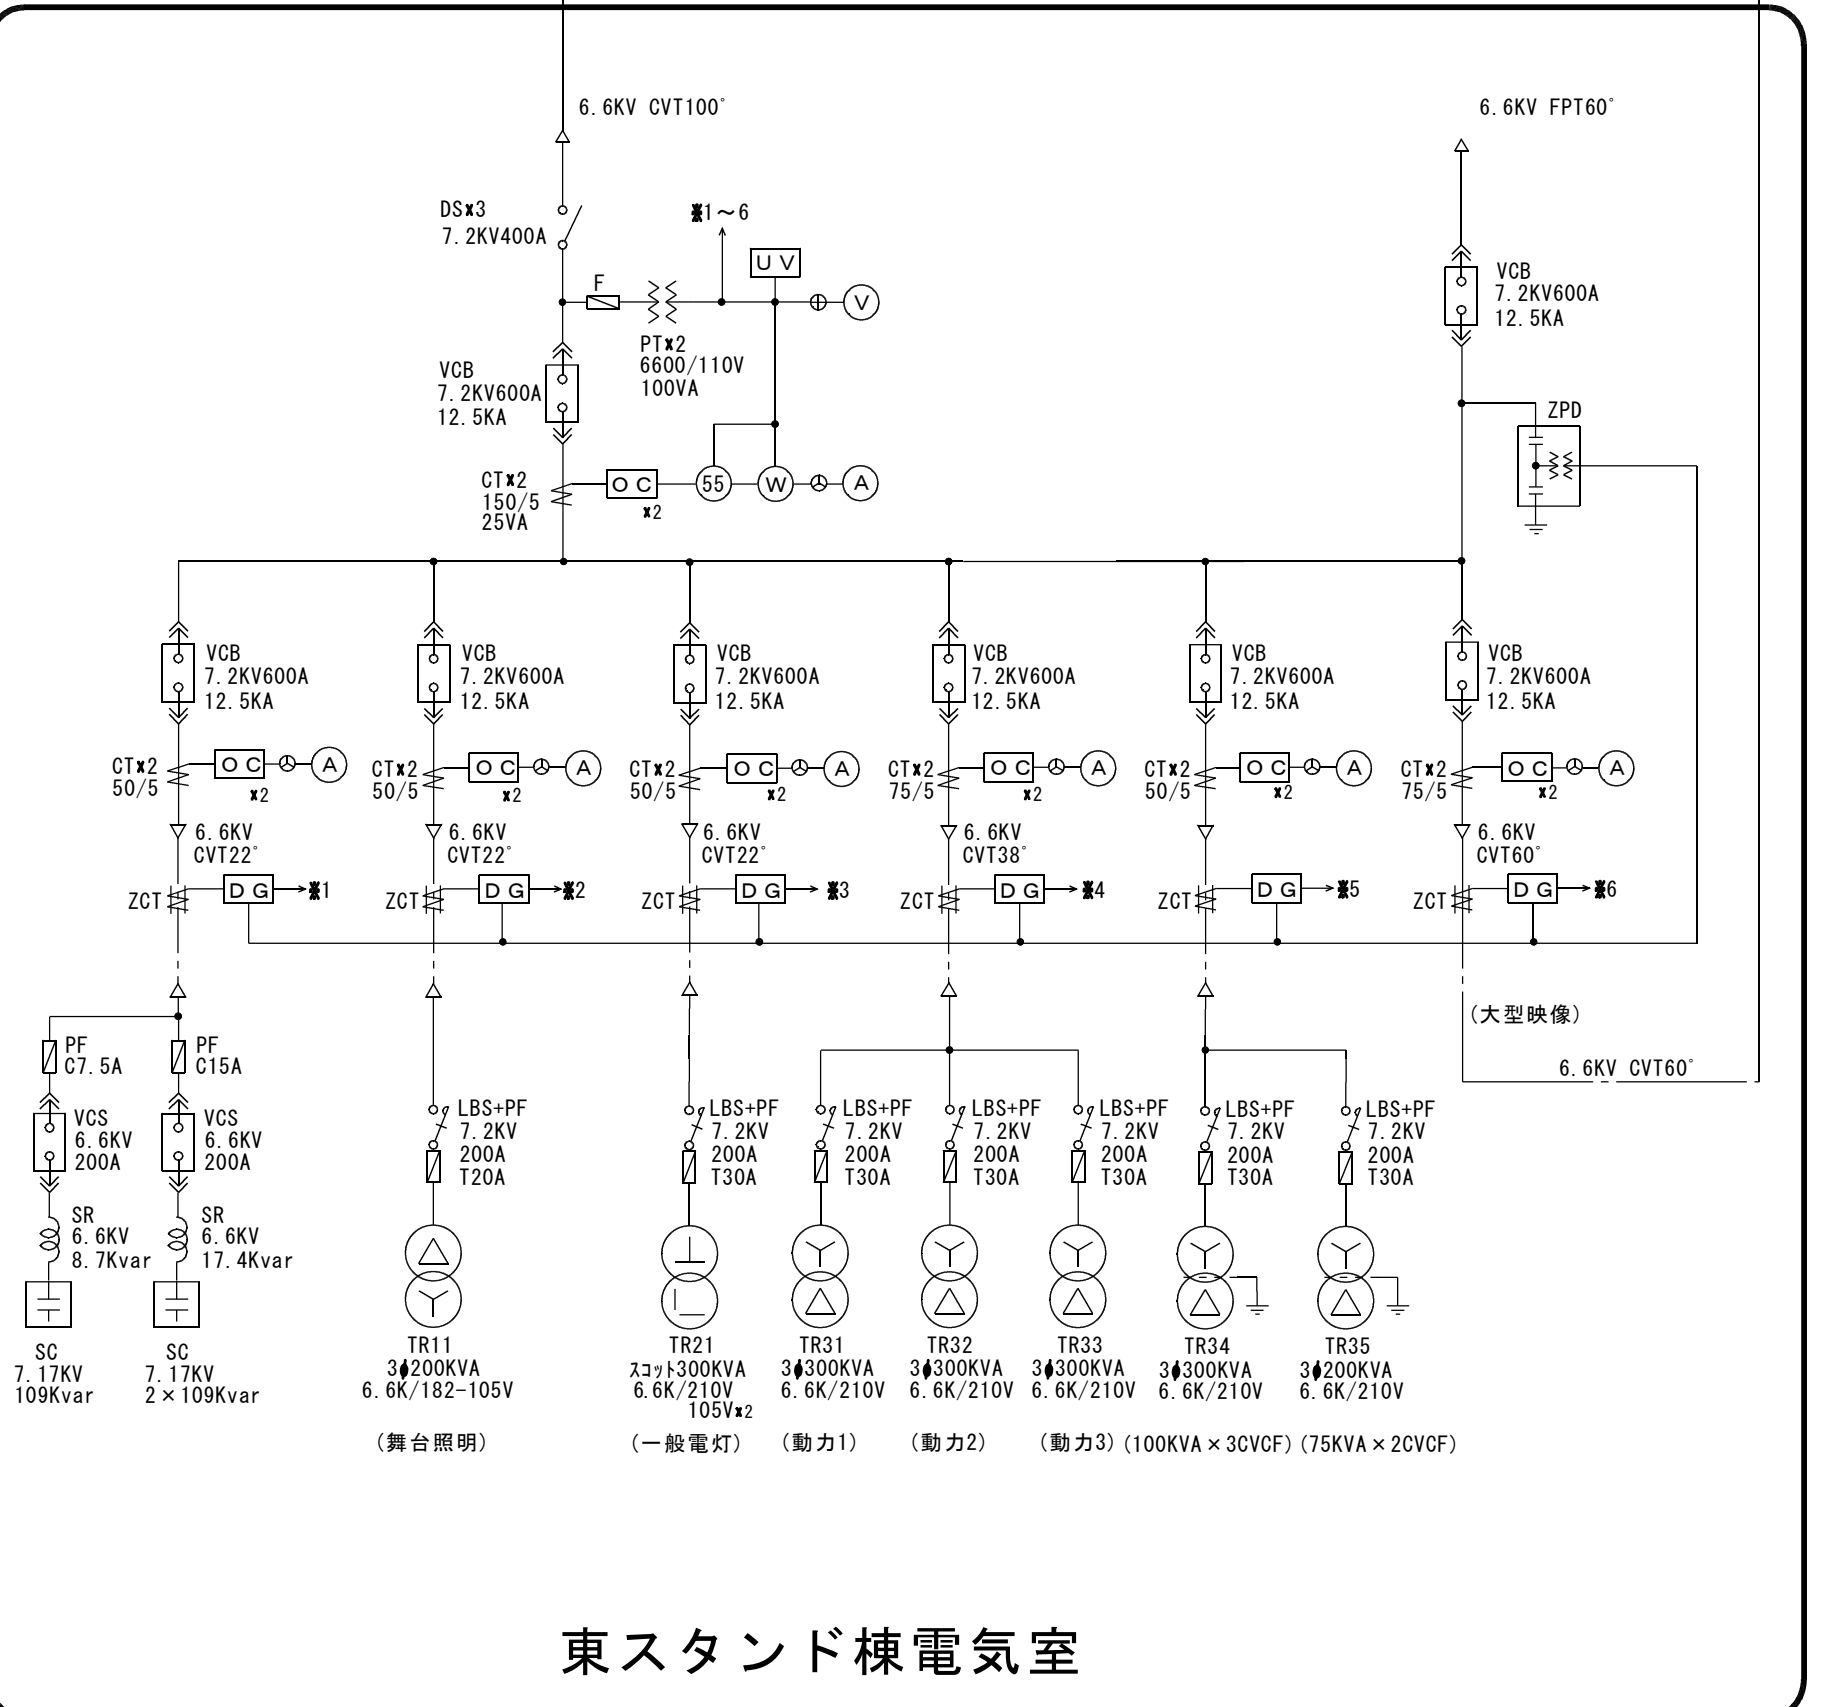 6.6KV CVT100°
6.6KV FPT60°
DS×3
7.2KV400A
※1～6
UV
F
V
PT×2
6600/110V
100VA
VCB
7.2KV600A
12.5KA
VCB
7.2KV600A
12.5KA
ZPD
CT×2
150/5
25VA
OC
×2
55
W
A
VCB
7.2KV600A
12.5KA
VCB
7.2KV600A
12.5KA
VCB
7.2KV600A
12.5KA
VCB
7.2KV600A
12.5KA
VCB
7.2KV600A
12.5KA
VCB
7.2KV600A
12.5KA
CT×2
50/5
OC
×2
A
CT×2
50/5
OC
×2
A
CT×2
50/5
OC
×2
A
CT×2
75/5
OC
×2
A
CT×2
50/5
OC
×2
A
CT×2
75/5
OC
×2
A
6.6KV
CVT22°
6.6KV
CVT22°
6.6KV
CVT22°
6.6KV
CVT38°
6.6KV
CVT60°
ZCT
DG
※1
ZCT
DG
※2
ZCT
DG
※3
ZCT
DG
※4
ZCT
DG
※5
ZCT
DG
※6
(大型映像)
6.6KV CVT60°
PF
C7.5A
PF
C15A
VCS
6.6KV
200A
VCS
6.6KV
200A
SR
6.6KV
8.7Kvar
SR
6.6KV
17.4Kvar
SC
7.17KV
109Kvar
SC
7.17KV
2×109Kvar
LBS+PF
7.2KV
200A
T20A
LBS+PF
7.2KV
200A
T30A
LBS+PF
7.2KV
200A
T30A
LBS+PF
7.2KV
200A
T30A
LBS+PF
7.2KV
200A
T30A
LBS+PF
7.2KV
200A
T30A
LBS+PF
7.2KV
200A
T30A
TR11
3φ200KVA
6.6K/182-105V
(舞台照明)
TR21
スコット300KVA
6.6K/210V
105V×2
(一般電灯)
TR31
3φ300KVA
6.6K/210V
(動力1)
TR32
3φ300KVA
6.6K/210V
(動力2)
TR33
3φ300KVA
6.6K/210V
(動力3)
TR34
3φ300KVA
6.6K/210V
(100KVA×3CVCF)
TR35
3φ200KVA
6.6K/210V
(75KVA×2CVCF)
東スタンド棟電気室